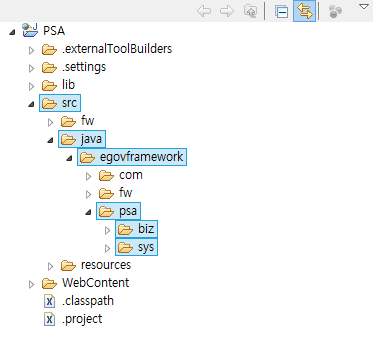 PSA
.externalToolBuilders
.settings
lib
src
fw
java
egovframework
com
fw
psa
biz
sys
resources
WebContent
.classpath
.project